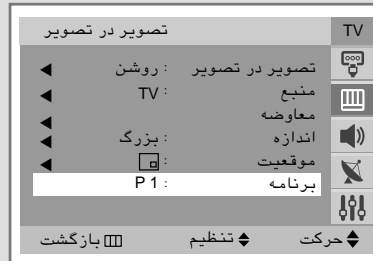 TV
تصویر در تصویر
تصویر در تصویر : روشن
منبع : TV
معاوضه
اندازه : بزرگ
موقعیت :
برنامه : P 1
حرکت تنظیم بازگشت